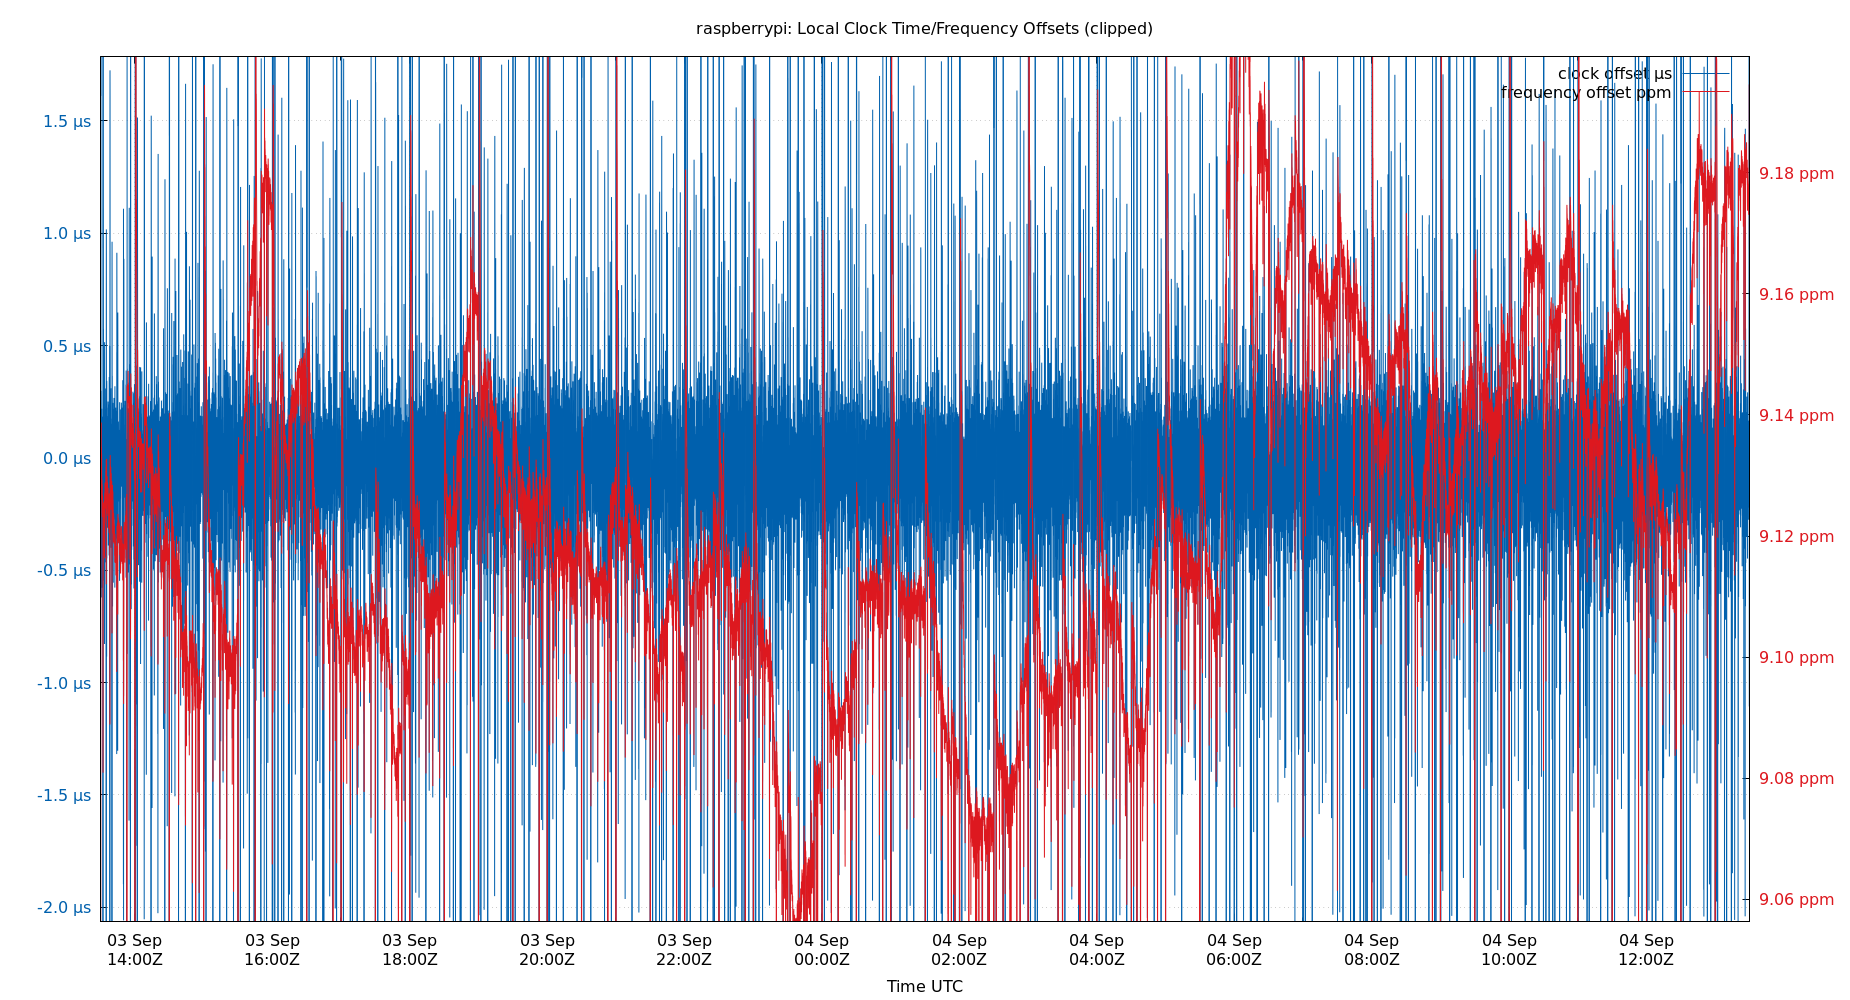 raspberrypi: Local Clock Time/Frequency Offsets (clipped)
clock offset µs
frequency offset ppm
1.5 µs
1.0 µs
0.5 µs
0.0 µs
-0.5 µs
-1.0 µs
-1.5 µs
-2.0 µs
9.18 ppm
9.16 ppm
9.14 ppm
9.12 ppm
9.10 ppm
9.08 ppm
9.06 ppm
03 Sep 03 Sep 03 Sep 03 Sep 03 Sep 04 Sep 04 Sep 04 Sep 04 Sep 04 Sep 04 Sep 04 Sep
14:00Z 16:00Z 18:00Z 20:00Z 22:00Z 00:00Z 02:00Z 04:00Z 06:00Z 08:00Z 10:00Z 12:00Z
Time UTC